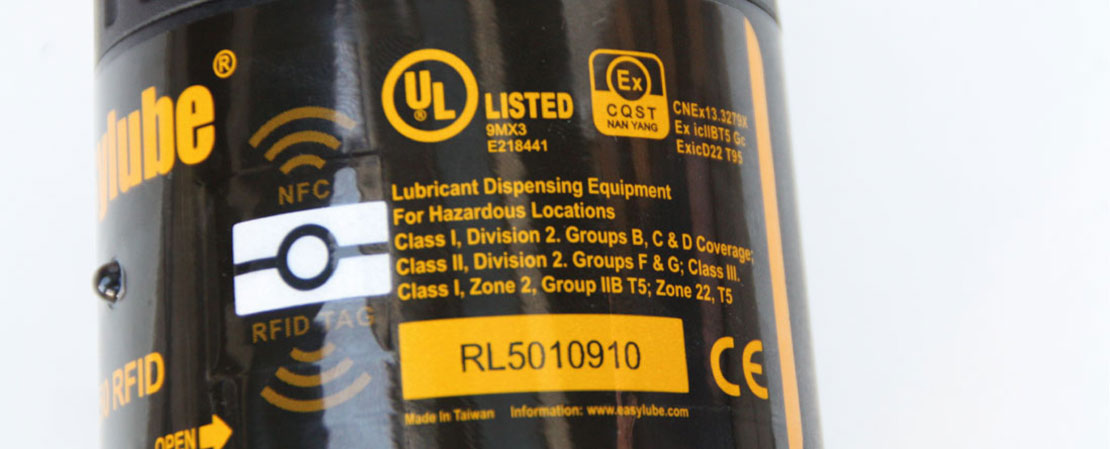 ylube®
NFC
RFID TAG
50 RFID
OPEN
UL ®
LISTED
9MX3
E218441
Ex
CQST
NAN YANG
CNEx13.3279X
Ex icIIBT5 Gc
ExicD22 T95
Lubricant Dispensing Equipment
For Hazardous Locations
Class I, Division 2. Groups B, C & D Coverage;
Class II, Division 2. Groups F & G; Class III.
Class I, Zone 2, Group IIB T5; Zone 22, T5
RL5010910
CE
Made In Taiwan Information: www.easylube.com